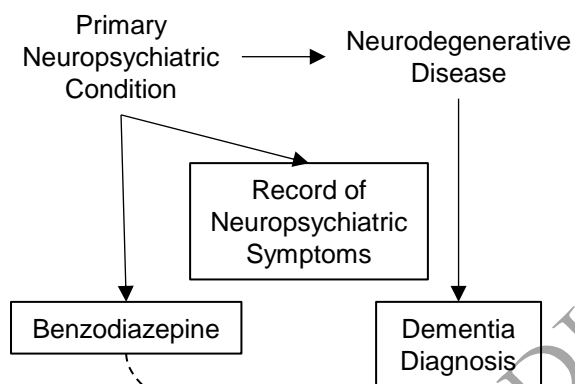 Primary
Neuropsychiatric
Condition
Neurodegenerative
Disease
Record of
Neuropsychiatric
Symptoms
Benzodiazepine
Dementia
Diagnosis